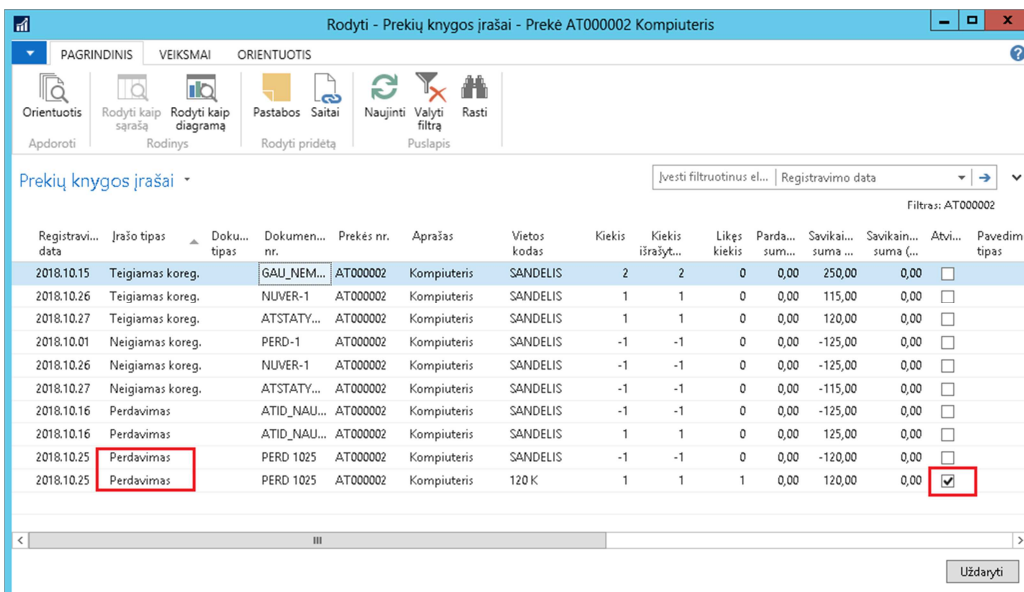 Rodyti - Prekių knygos įrašai - Prekė AT000002 Kompiuteris
PAGRINDINIS VEIKSMAI ORIENTUOTIS
Orientuotis Rodyti kaip sąrašą Rodyti kaip diagramą Pastabos Saitai Naujinti Valyti filtrą Rasti
Apdoroti Rodinys Rodyti pridėtą Puslapis
Prekių knygos įrašai
Įvesti filtruotinus el... Registravimo data
Filtras: AT000002
Registravi... data Įrašo tipas Doku... tipas Dokumen... nr. Prekės nr. Aprašas Vietos kodas Kiekis Kiekis išrašyt... Likęs kiekis Parda... sum... Savikai... suma ... Savikain... suma (... Atvi... Pavedim tipas
2018.10.15 Teigiamas koreg. GAU_NEM... AT000002 Kompiuteris SANDELIS 2 2 0 0,00 250,00 0,00
2018.10.26 Teigiamas koreg. NUVER-1 AT000002 Kompiuteris SANDELIS 1 1 0 0,00 115,00 0,00
2018.10.27 Teigiamas koreg. ATSTATY... AT000002 Kompiuteris SANDELIS 1 1 0 0,00 120,00 0,00
2018.10.01 Neigiamas koreg. PERD-1 AT000002 Kompiuteris SANDELIS -1 -1 0 0,00 -125,00 0,00
2018.10.26 Neigiamas koreg. NUVER-1 AT000002 Kompiuteris SANDELIS -1 -1 0 0,00 -125,00 0,00
2018.10.27 Neigiamas koreg. ATSTATY... AT000002 Kompiuteris SANDELIS -1 -1 0 0,00 -115,00 0,00
2018.10.16 Perdavimas ATID_NAU... AT000002 Kompiuteris SANDELIS -1 -1 0 0,00 -125,00 0,00
2018.10.16 Perdavimas ATID_NAU... AT000002 Kompiuteris SANDELIS 1 1 0 0,00 125,00 0,00
2018.10.25 Perdavimas PERD 1025 AT000002 Kompiuteris SANDELIS -1 -1 0 0,00 -120,00 0,00
2018.10.25 Perdavimas PERD 1025 AT000002 Kompiuteris 120 K 1 1 1 0,00 120,00 0,00
Uždaryti